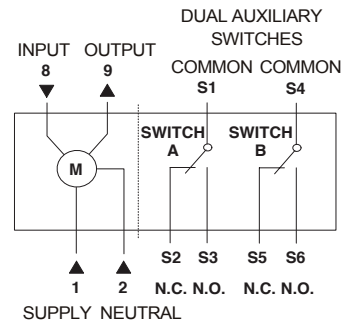 DUAL AUXILIARY
SWITCHES
INPUT OUTPUT
8 9
COMMON COMMON
S1 S4
SWITCH A
SWITCH B
M
S2 S3 S5 S6
1 2 N.C. N.O. N.C. N.O.
SUPPLY NEUTRAL